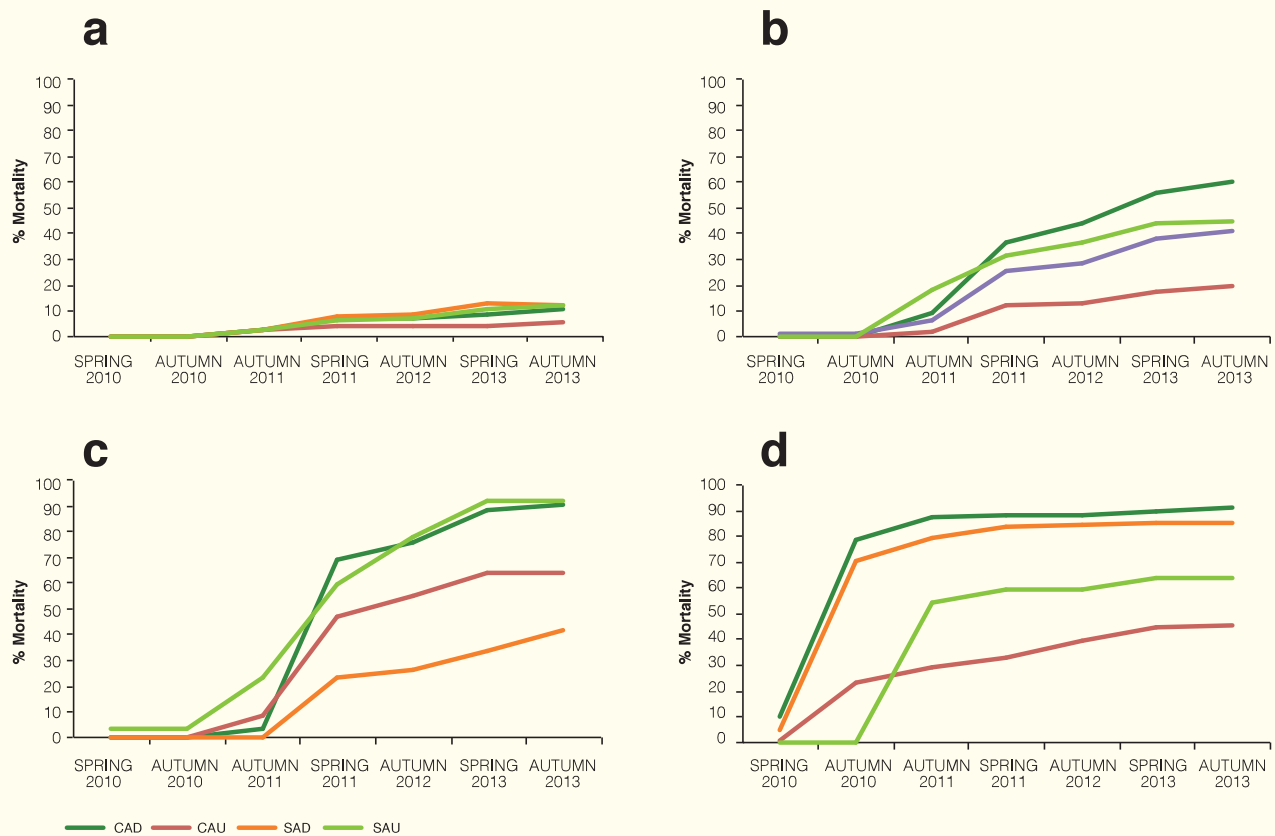 a
% Mortality
100
90
80
70
60
50
40
30
20
10
0
SPRING 2010
AUTUMN 2010
AUTUMN 2011
SPRING 2011
AUTUMN 2012
SPRING 2013
AUTUMN 2013
b
% Mortality
100
90
80
70
60
50
40
30
20
10
0
SPRING 2010
AUTUMN 2010
AUTUMN 2011
SPRING 2011
AUTUMN 2012
SPRING 2013
AUTUMN 2013
c
% Mortality
100
90
80
70
60
50
40
30
20
10
0
SPRING 2010
AUTUMN 2010
AUTUMN 2011
SPRING 2011
AUTUMN 2012
SPRING 2013
AUTUMN 2013
d
% Mortality
100
90
80
70
60
50
40
30
20
10
0
SPRING 2010
AUTUMN 2010
AUTUMN 2011
SPRING 2011
AUTUMN 2012
SPRING 2013
AUTUMN 2013
CAD CAU SAD SAU